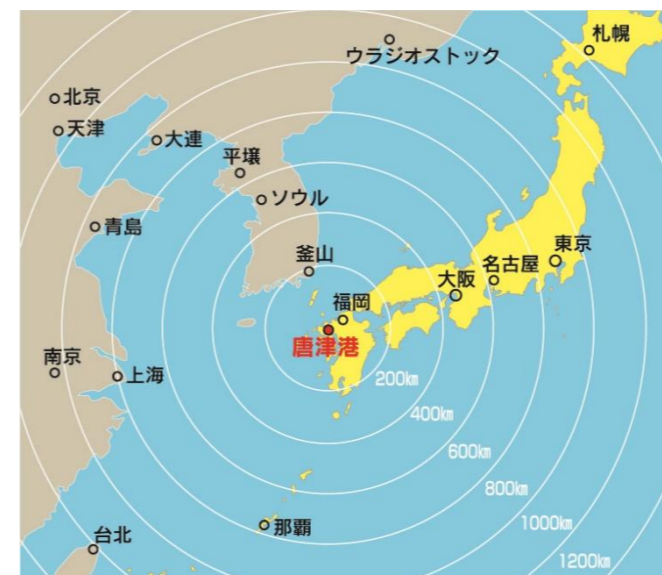 札幌
ウラジオストック
北京
天津
大連
平壌
ソウル
青島
釜山
東京
名古屋
大阪
福岡
唐津港
南京
上海
200㎞
400㎞
600㎞
800㎞
1000㎞
1200㎞
那覇
台北